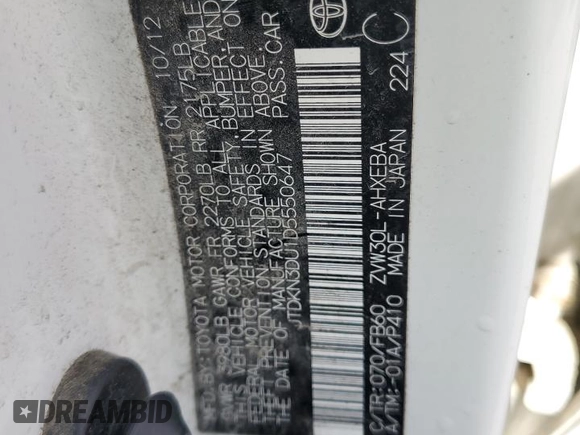 MFD.BY:TOYOTA MOTOR CORPORATION 10/12
GVWR 3960LB GAWR FR 2270LB RR 2175LB
THIS VEHICLE CONFORMS TO ALL APPLICABLE
FEDERAL MOTOR VEHICLE SAFETY, BUMPER, AND
THEFT PREVENTION STANDARDS IN EFFECT ON
THE DATE OF MANUFACTURE SHOWN ABOVE.
JTDKN3DU1D5550647 PASS.CAR
C/TR:070/FB60 ZVW30L-AHXEBA
A/TM:-01A/P410 MADE IN JAPAN 224 C
DREAMBID